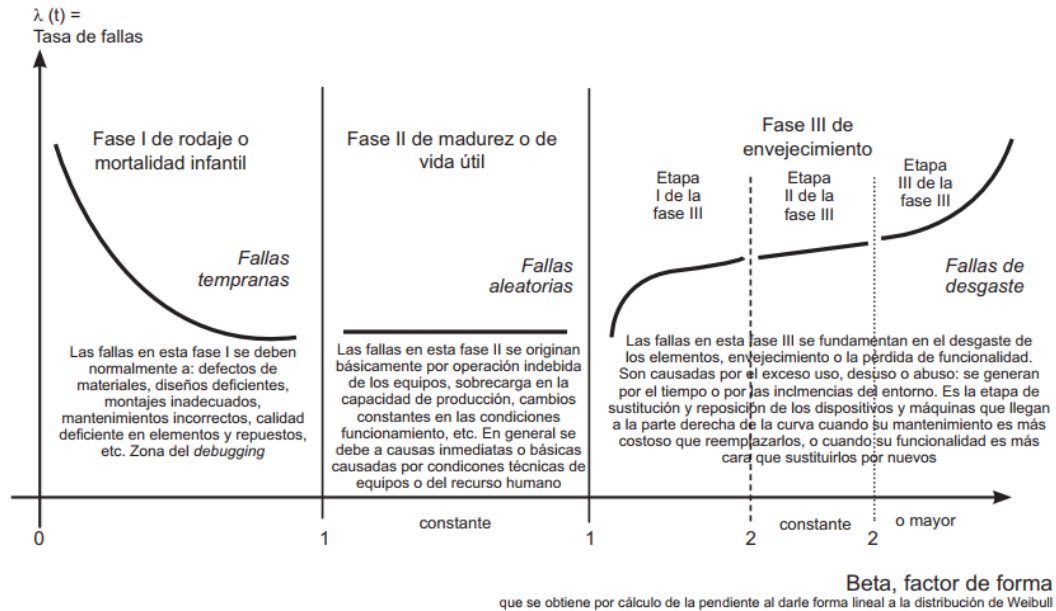 λ (t) =
Tasa de fallas
Fase I de rodaje o
mortalidad infantil
Fallas
tempranas
Las fallas en esta fase I se deben
normalmente a: defectos de
materiales, diseños deficientes,
montajes inadecuados,
mantenimientos incorrectos, calidad
deficiente en elementos y repuestos,
etc. Zona del debugging
Fase II de madurez o de
vida útil
Fallas
aleatorias
Las fallas en esta fase II se originan
básicamente por operación indebida
de los equipos, sobrecarga en la
capacidad de producción, cambios
constantes en las condiciones
funcionamiento, etc. En general se
debe a causas inmediatas o básicas
causadas por condicones técnicas de
equipos o del recurso humano
Fase III de
envejecimiento
Etapa
I de la
fase III
Etapa
II de la
fase III
Etapa
III de la
fase III
Fallas de
desgaste
Las fallas en esta fase III se fundamentan en el desgaste de
los elementos, envejecimiento o la pérdida de funcionalidad.
Son causadas por el exceso uso, desuso o abuso: se generan
por el tiempo o por las inclmencias del entorno. Es la etapa de
sustitución y reposición de los dispositivos y máquinas que llegan
a la parte derecha de la curva cuando su mantenimiento es más
costoso que reemplazarlos, o cuando su funcionalidad es más
cara que sustituirlos por nuevos
constante
constante
o mayor
0
1
1
2
2
Beta, factor de forma
que se obtiene por cálculo de la pendiente al darle forma lineal a la distribución de Weibull